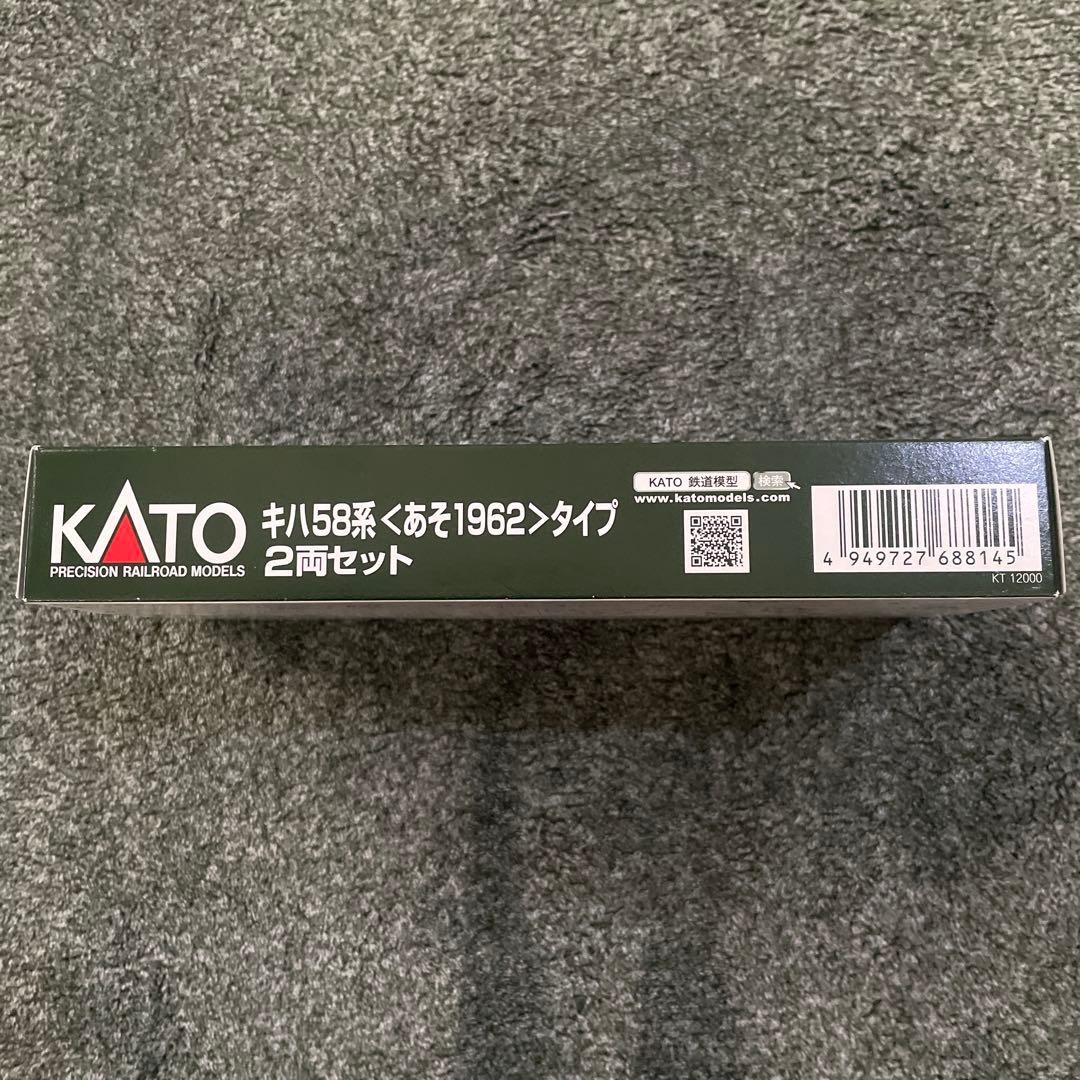 KATO
PRECISION RAILROAD MODELS
キハ58系<あそ1962>タイプ
2両セット
KATO 鉄道模型 検索
www.katomodels.com
4 949727 688145
KT 12000